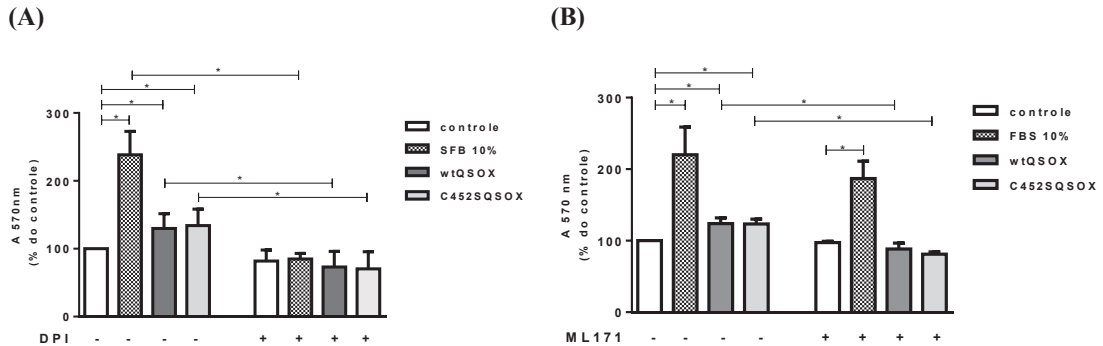 (A)
*
*
*
*
300
200
100
0
A 570nm
(% do controle)
*
*
controle
SFB 10%
wtQSOX
C452SQSOX
DPI - - - - + + + +
(B)
*
*
*
300
200
100
0
A 570 nm
(% do controle)
*
*
*
controle
FBS 10%
wtQSOX
C452SQSOX
ML171 - - - - + + + +